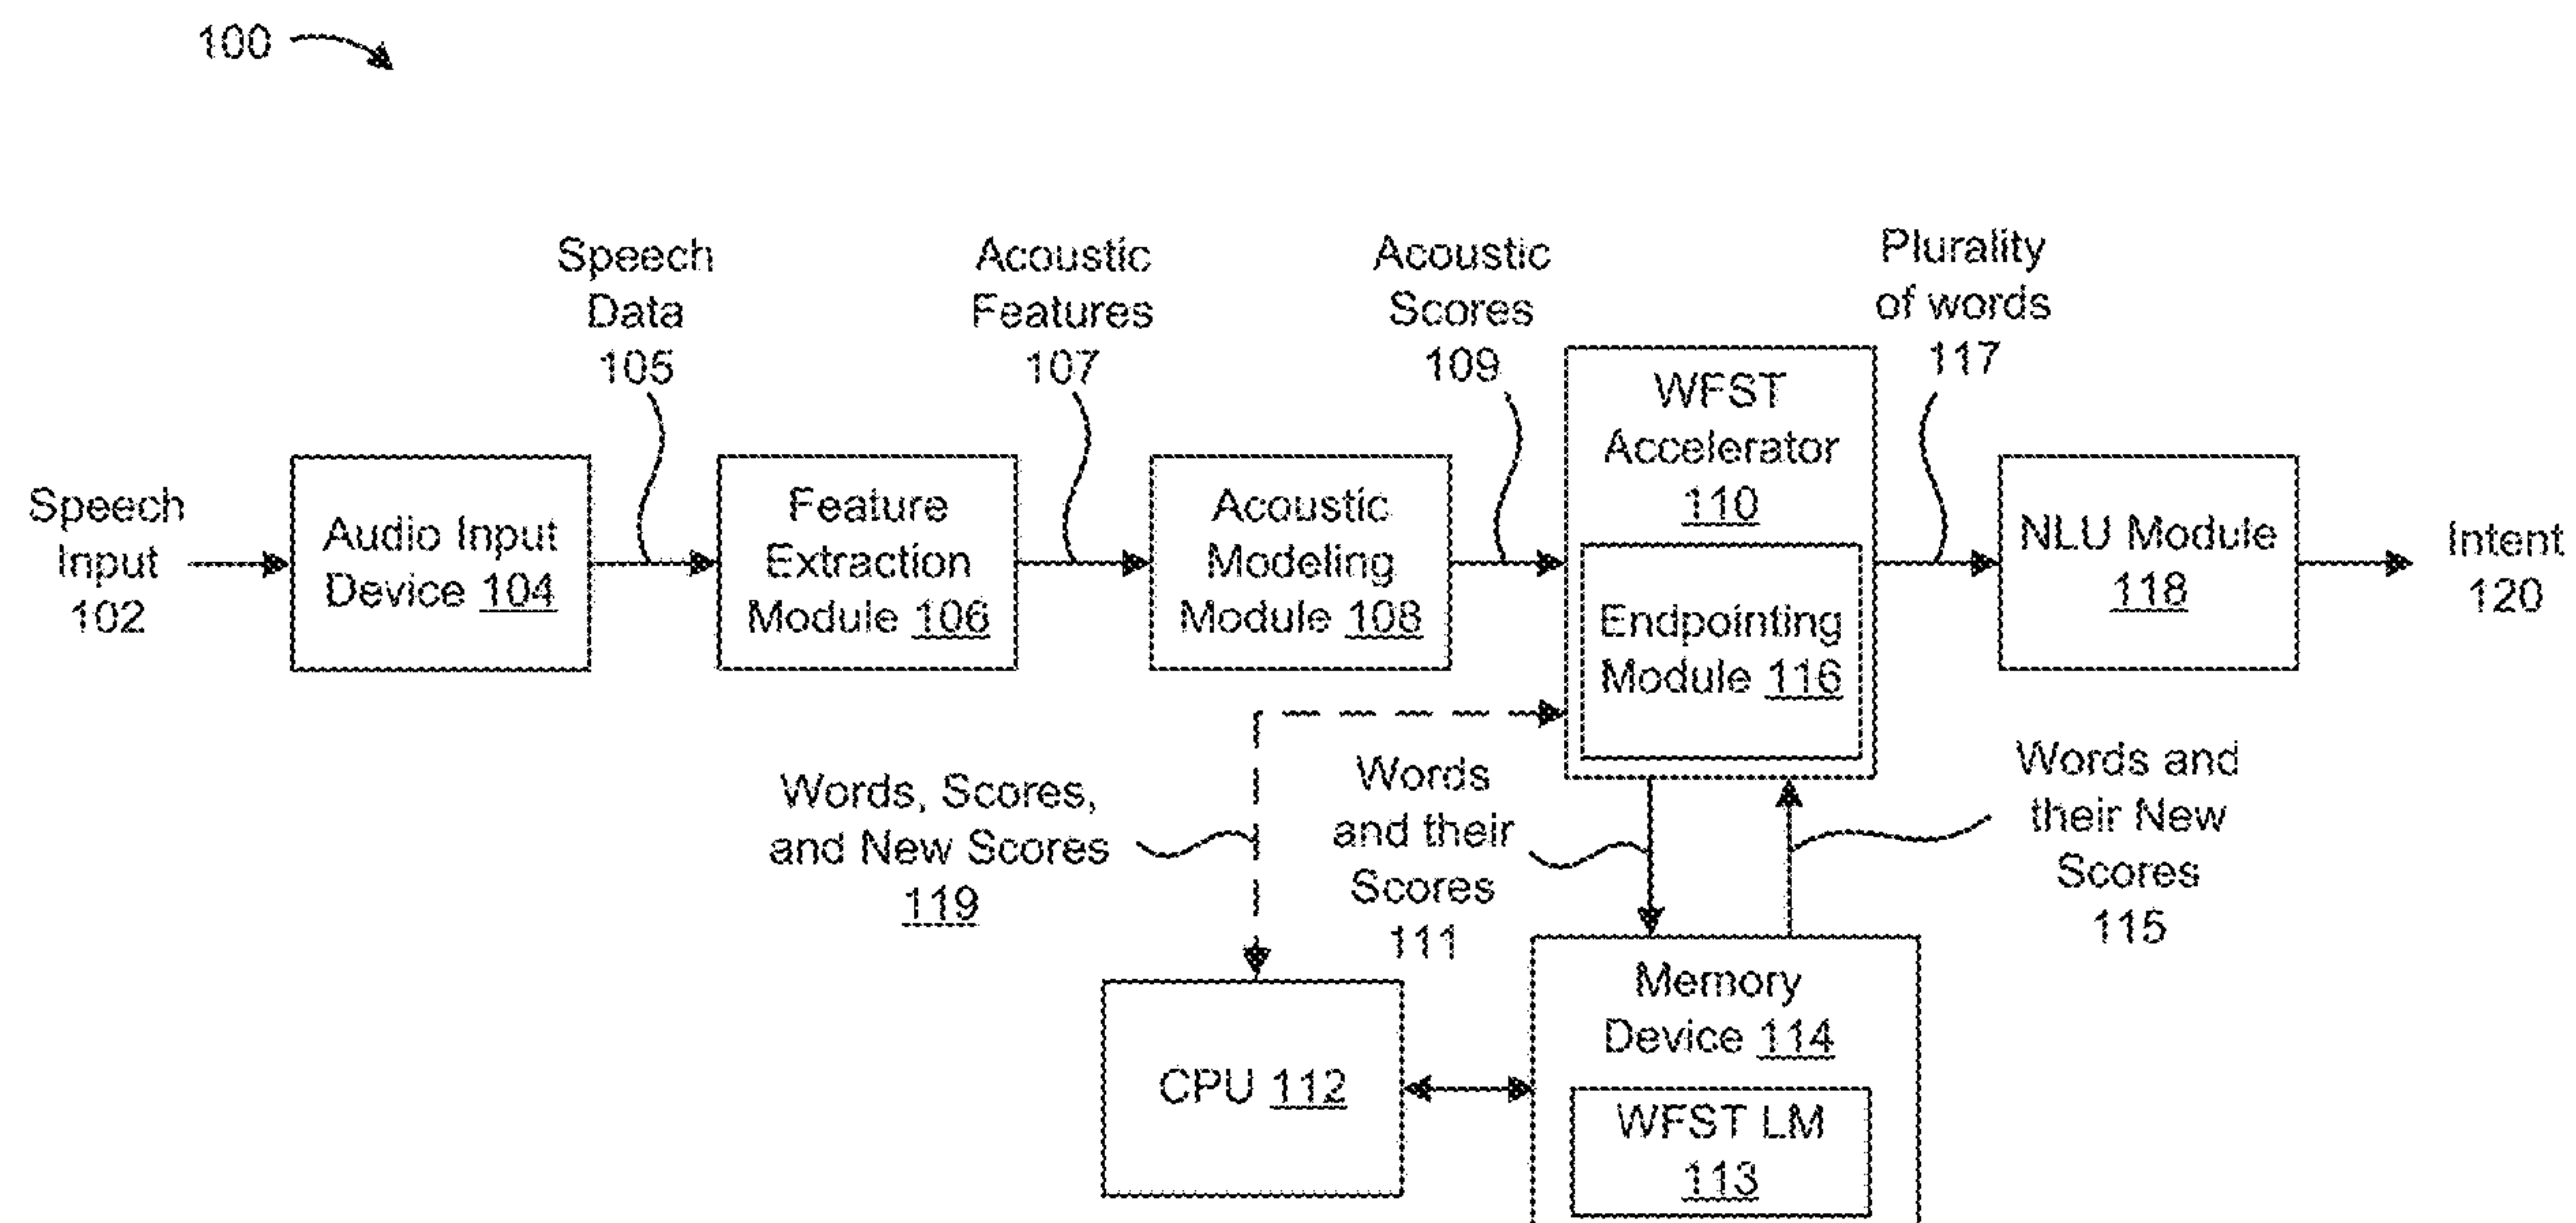 100
Speech
Data
105
Acoustic
Features
107
Acoustic
Scores
109
Plurality
of words
117
Speech
Input
102
Audio Input
Device 104
Feature
Extraction
Module 106
Acoustic
Modeling
Module 108
WFST
Accelerator
110
Endpointing
Module 116
NLU Module
118
Intent
120
Words, Scores,
and New Scores
119
Words
and their
Scores
111
Words and
their New
Scores
115
CPU 112
Memory
Device 114
WFST LM
113